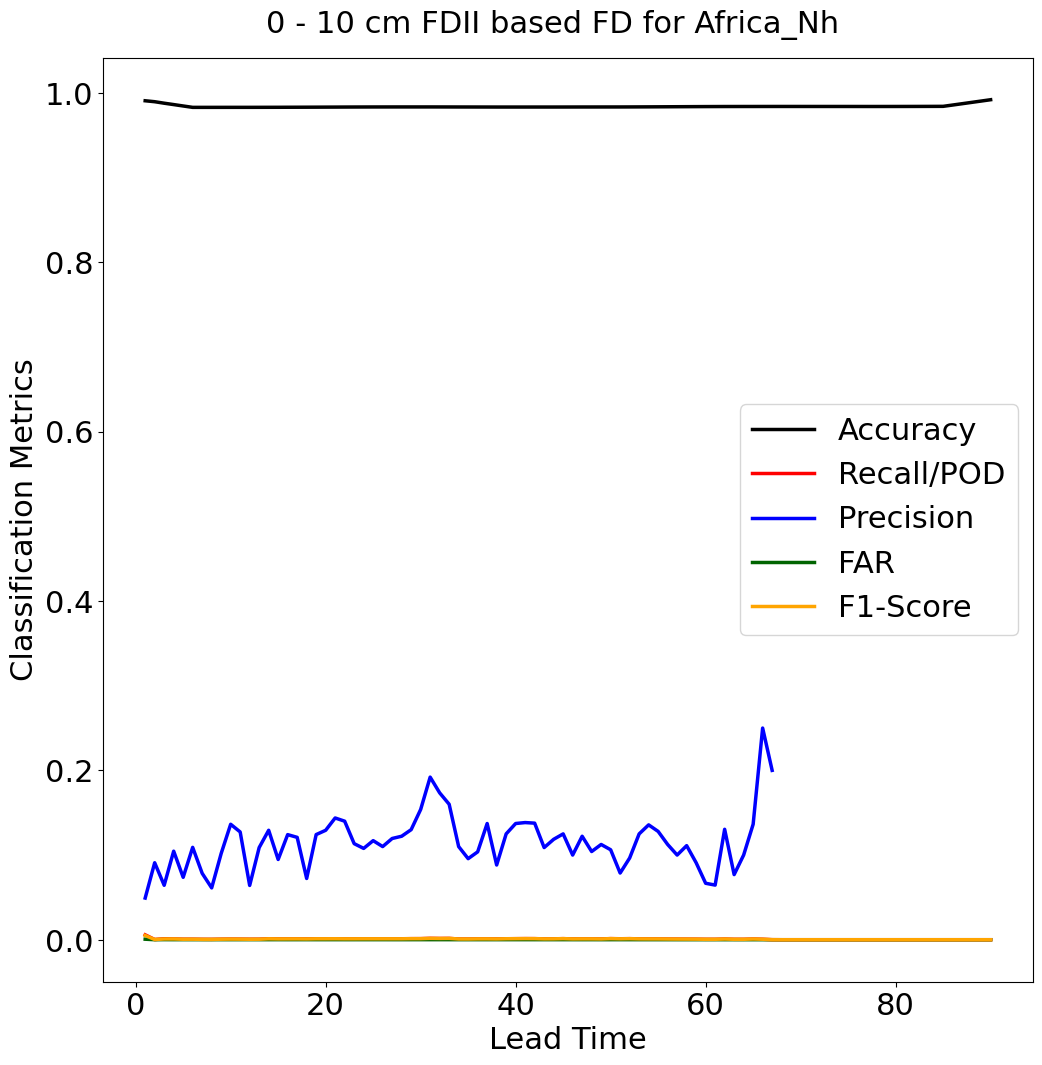 0 - 10 cm FDII based FD for Africa_Nh
1.0
0.8
0.6
0.4
0.2
0.0
Classification Metrics
Accuracy
Recall/POD
Precision
FAR
F1-Score
0 20 40 60 80
Lead Time